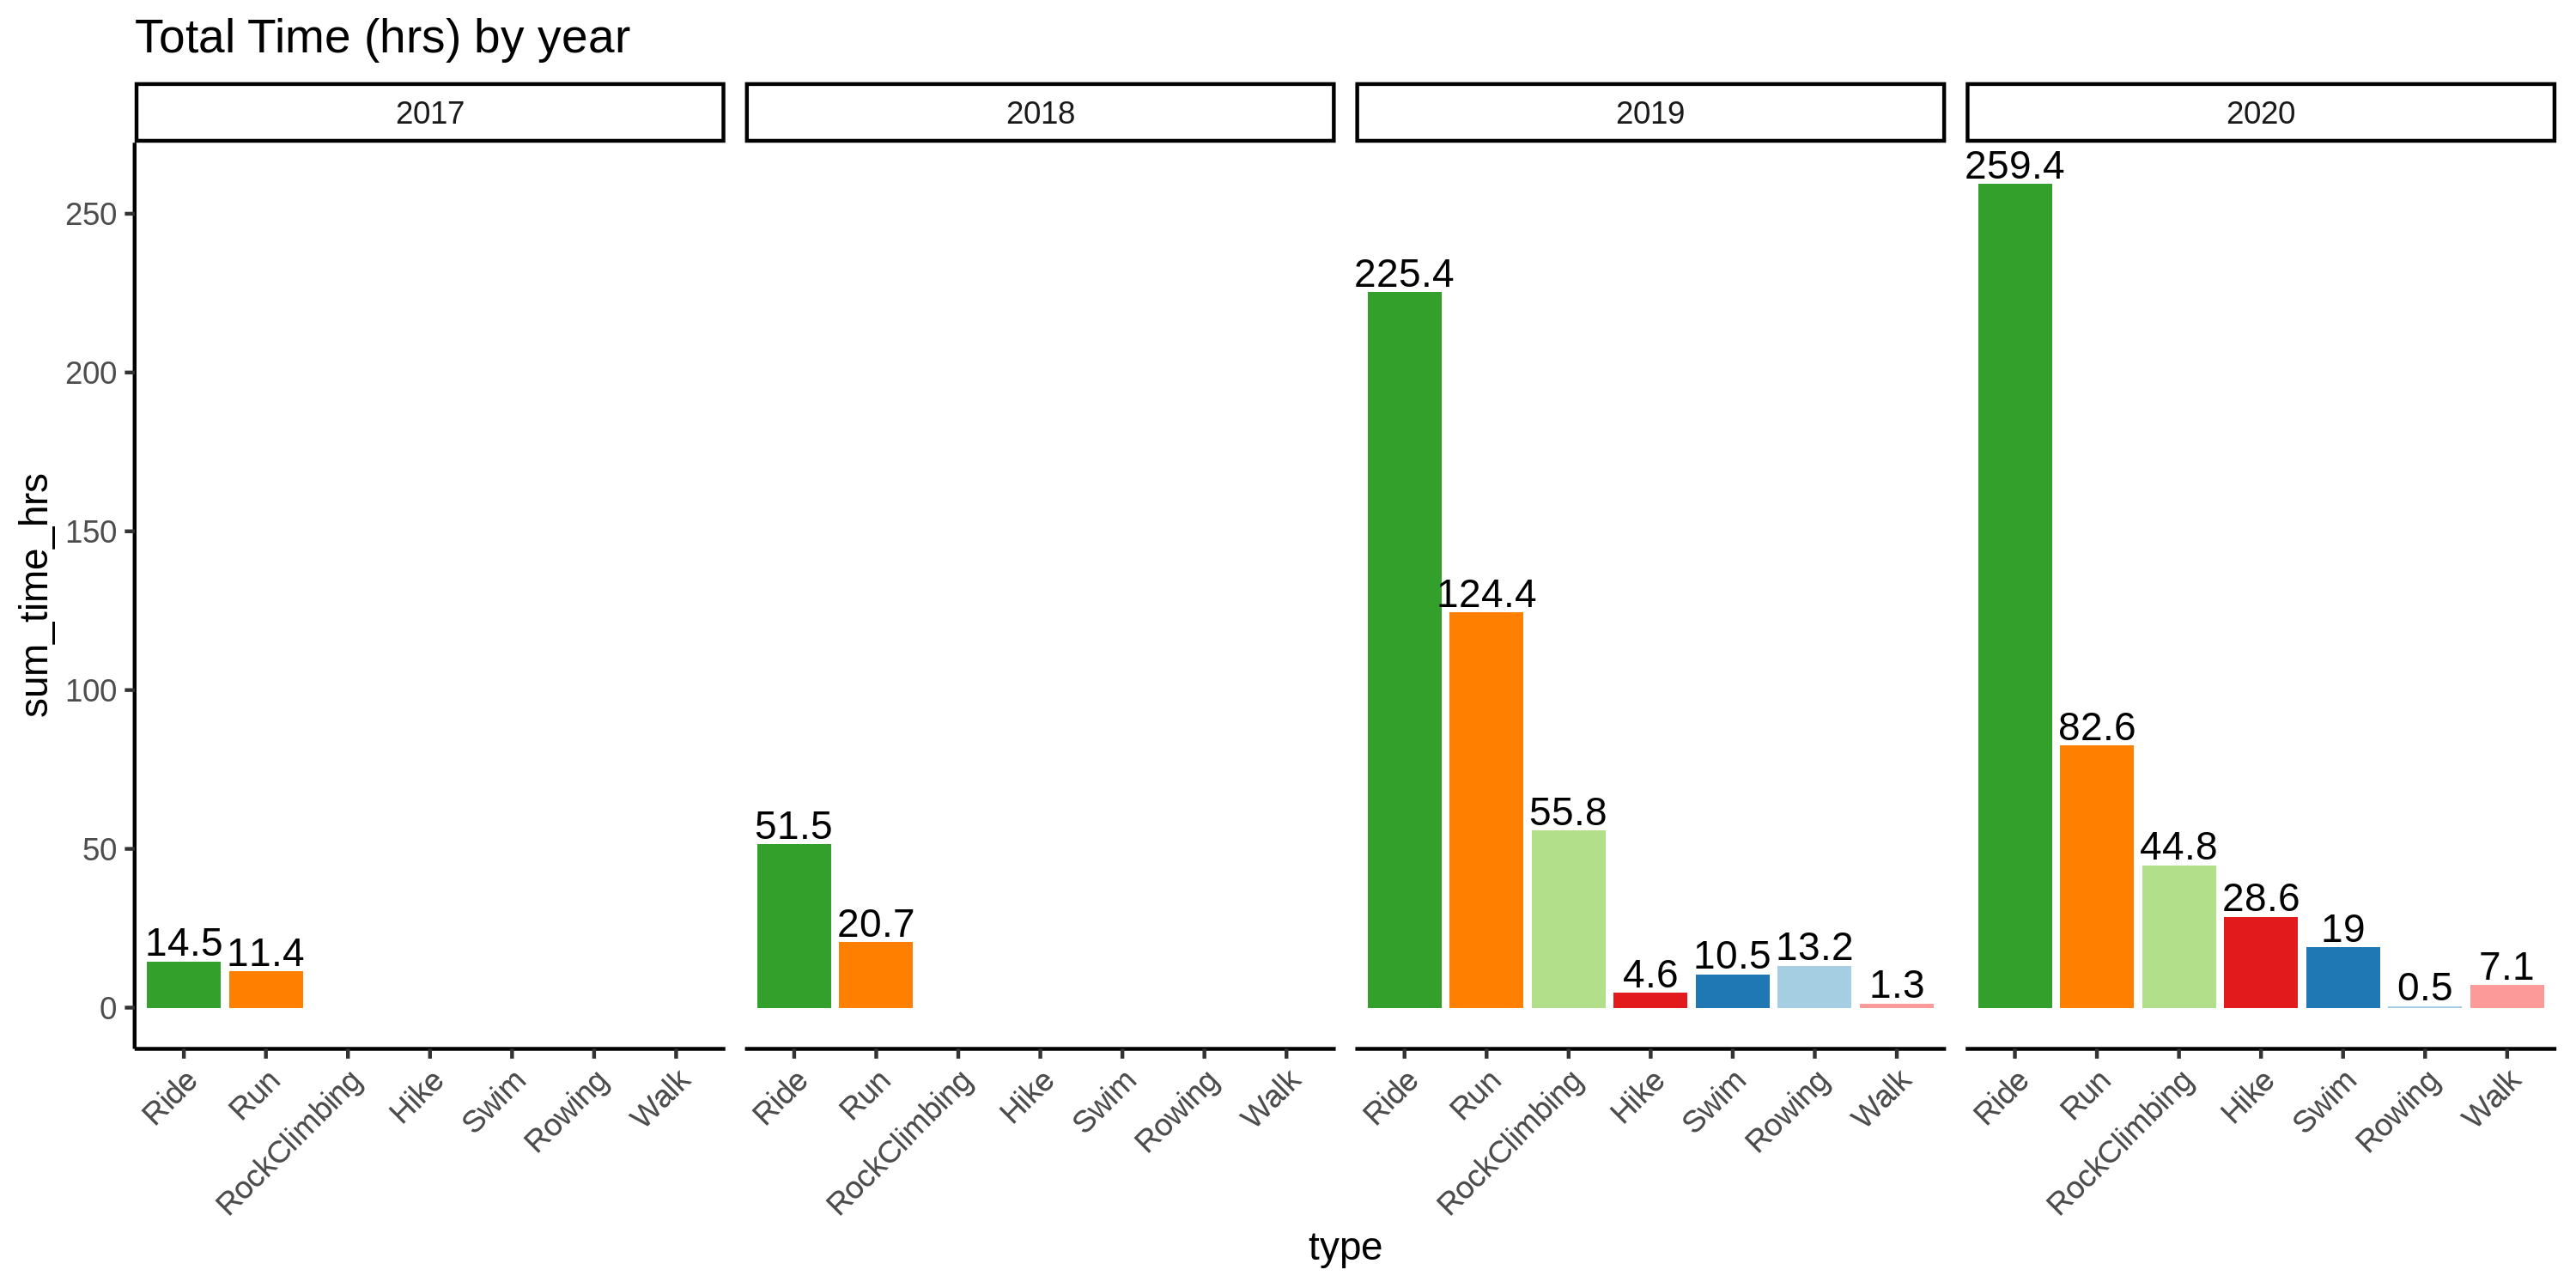 Total Time (hrs) by year
2017 2018 2019 2020
sum_time_hrs
250
200
150
100
50
0
14.5 11.4
51.5 20.7
225.4 124.4 55.8 4.6 10.5 13.2 1.3
259.4 82.6 44.8 28.6 19 0.5 7.1
Ride Run RockClimbing Hike Swim Rowing Walk
Ride Run RockClimbing Hike Swim Rowing Walk
Ride Run RockClimbing Hike Swim Rowing Walk
Ride Run RockClimbing Hike Swim Rowing Walk
type